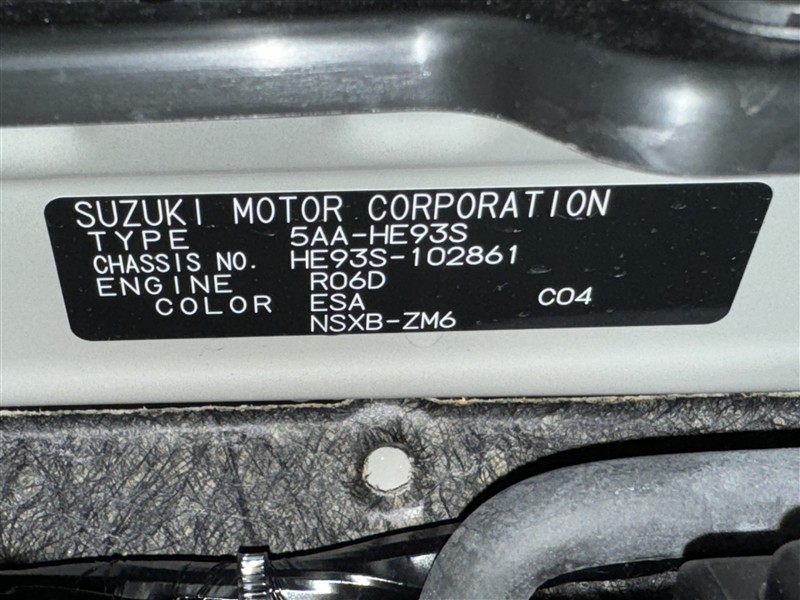 SUZUKI MOTOR CORPORATION
TYPE 5AA-HE93S
CHASSIS NO. HE93S-102861
ENGINE R06D
COLOR ESA C04
NSXB-ZM6